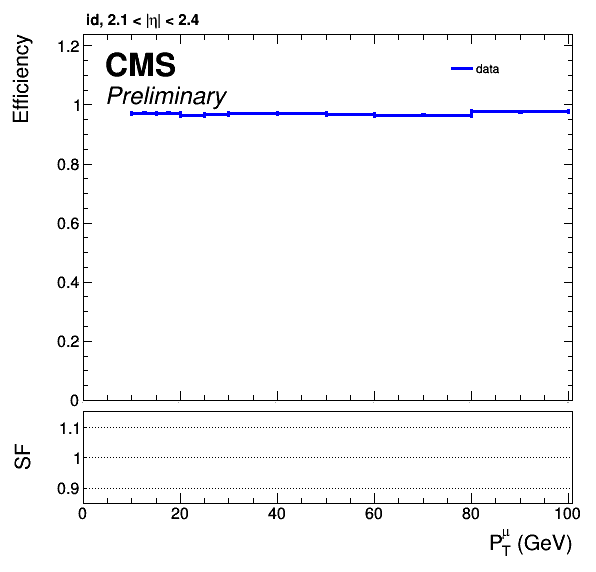 id, 2.1 < |η| < 2.4
Efficiency
1.2
1
0.8
0.6
0.4
0.2
0
CMS
Preliminary
data
SF
1.1
1
0.9
0 20 40 60 80 100
P_T^μ (GeV)